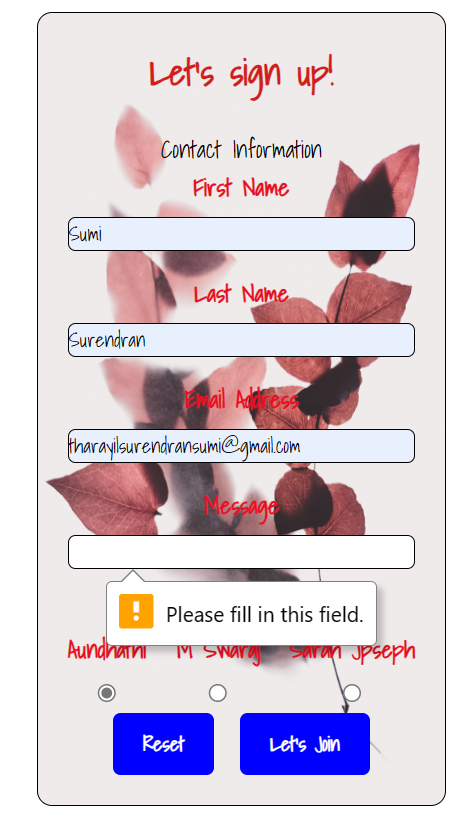 Let's sign up!
Contact Information
First Name
Sumi
Last Name
Surendran
Email Address
tharayilsurendransumi@gmail.com
Message
Please fill in this field.
Aundhathi M Swaraj Sarah Jpseph
Reset Let's Join